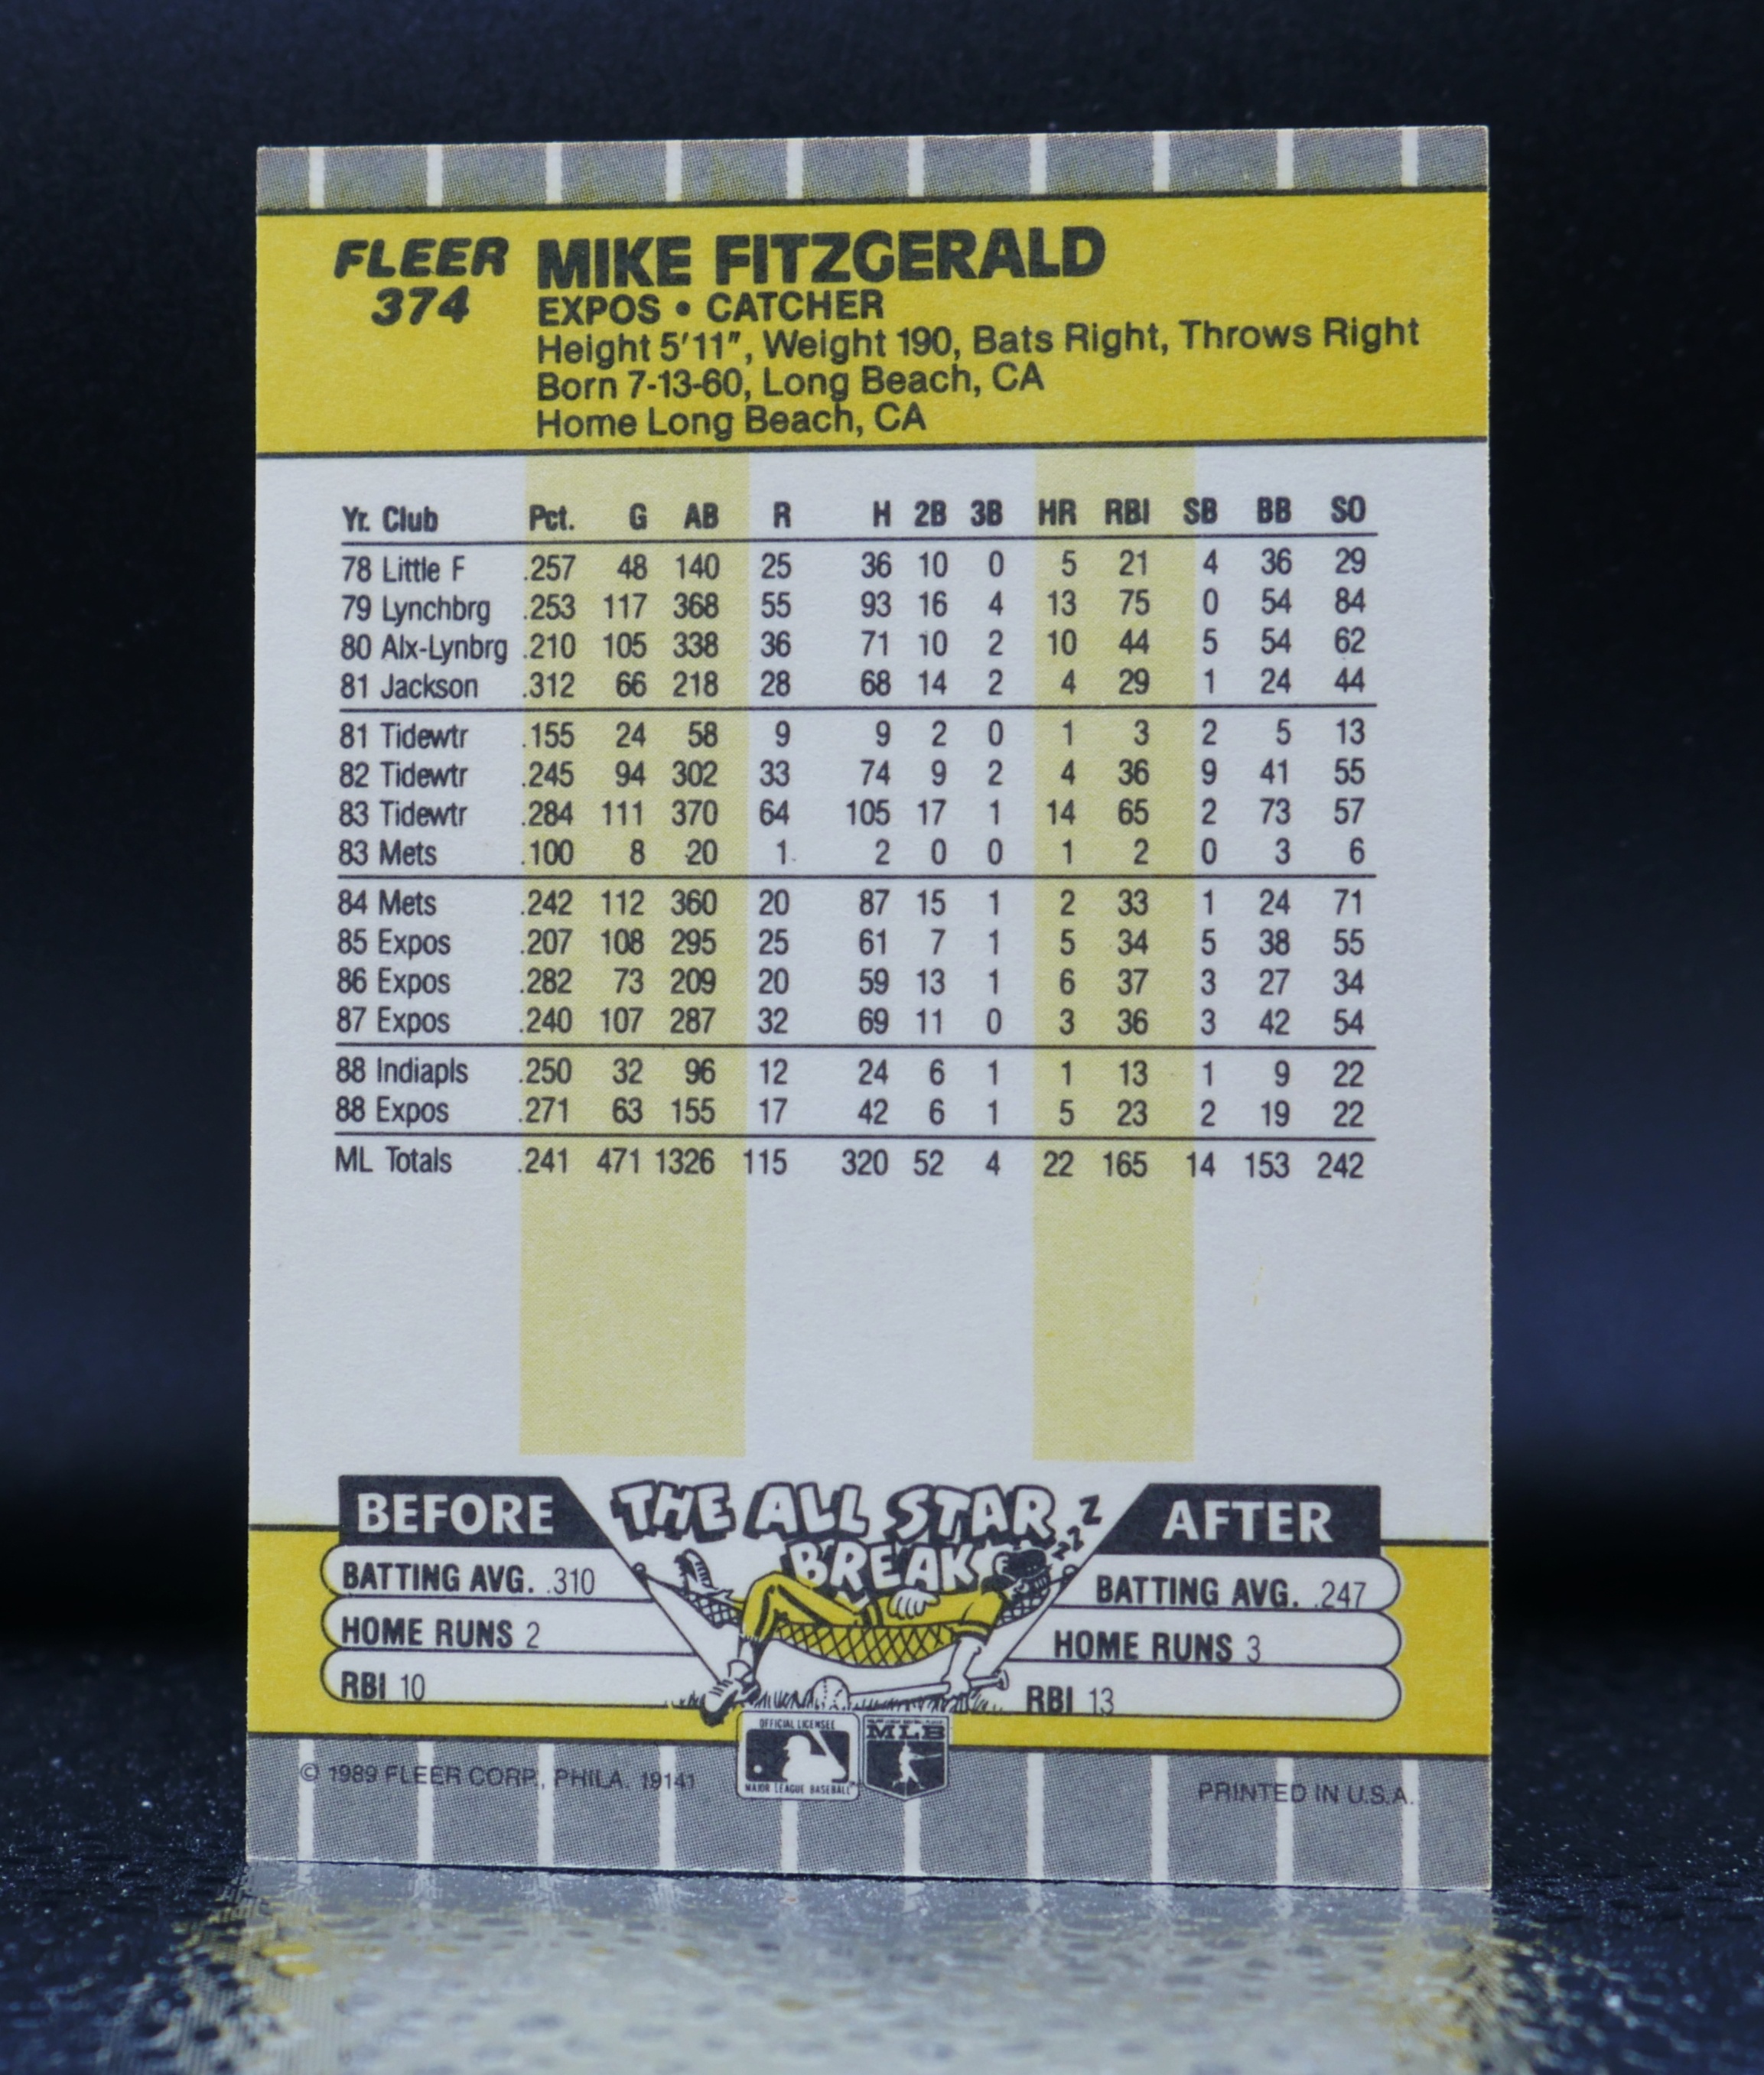 FLEER MIKE FITZGERALD
374 EXPOS • CATCHER
Height 5'11", Weight 190, Bats Right, Throws Right
Born 7-13-60, Long Beach, CA
Home Long Beach, CA
Yr. Club Pct. G AB R H 2B 3B HR RBI SB BB SO
78 Little F .257 48 140 25 36 10 0 5 21 4 36 29
79 Lynchbrg .253 117 368 55 93 16 4 13 75 0 54 84
80 Alx-Lynbrg .210 105 338 36 71 10 2 10 44 5 54 62
81 Jackson .312 66 218 28 68 14 2 4 29 1 24 44
81 Tidewtr .155 24 58 9 9 2 0 1 3 2 5 13
82 Tidewtr .245 94 302 33 74 9 2 4 36 9 41 55
83 Tidewtr .284 111 370 64 105 17 1 14 65 2 73 57
83 Mets .100 8 20 1 2 0 0 1 2 0 3 6
84 Mets .242 112 360 20 87 15 1 2 33 1 24 71
85 Expos .207 108 295 25 61 7 1 5 34 5 38 55
86 Expos .282 73 209 20 59 13 1 6 37 3 27 34
87 Expos .240 107 287 32 69 11 0 3 36 3 42 54
88 Indiapls .250 32 96 12 24 6 1 1 13 1 9 22
88 Expos .271 63 155 17 42 6 1 5 23 2 19 22
ML Totals .241 471 1326 115 320 52 4 22 165 14 153 242
BEFORE THE ALL STAR BREAK ZZZZ AFTER
BATTING AVG. .310 BATTING AVG. .247
HOME RUNS 2 HOME RUNS 3
RBI 10 RBI 13
OFFICIAL LICENSEE
MAJOR LEAGUE BASEBALL
MLB
© 1989 FLEER CORP., PHILA. 19141 PRINTED IN U.S.A.